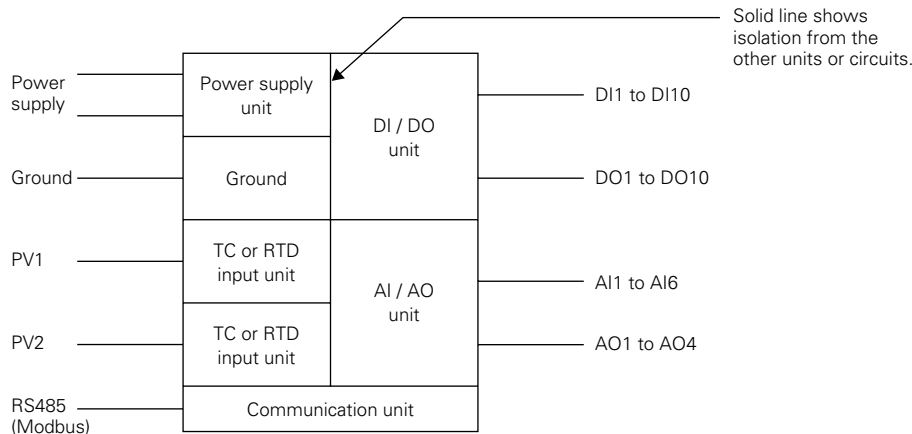 Solid line shows
isolation from the
other units or circuits.
Power
supply
Power supply
unit
DI / DO
unit
DI1 to DI10
Ground
Ground
DO1 to DO10
PV1
TC or RTD
input unit
AI / AO
unit
AI1 to AI6
PV2
TC or RTD
input unit
AO1 to AO4
RS485
(Modbus)
Communication unit